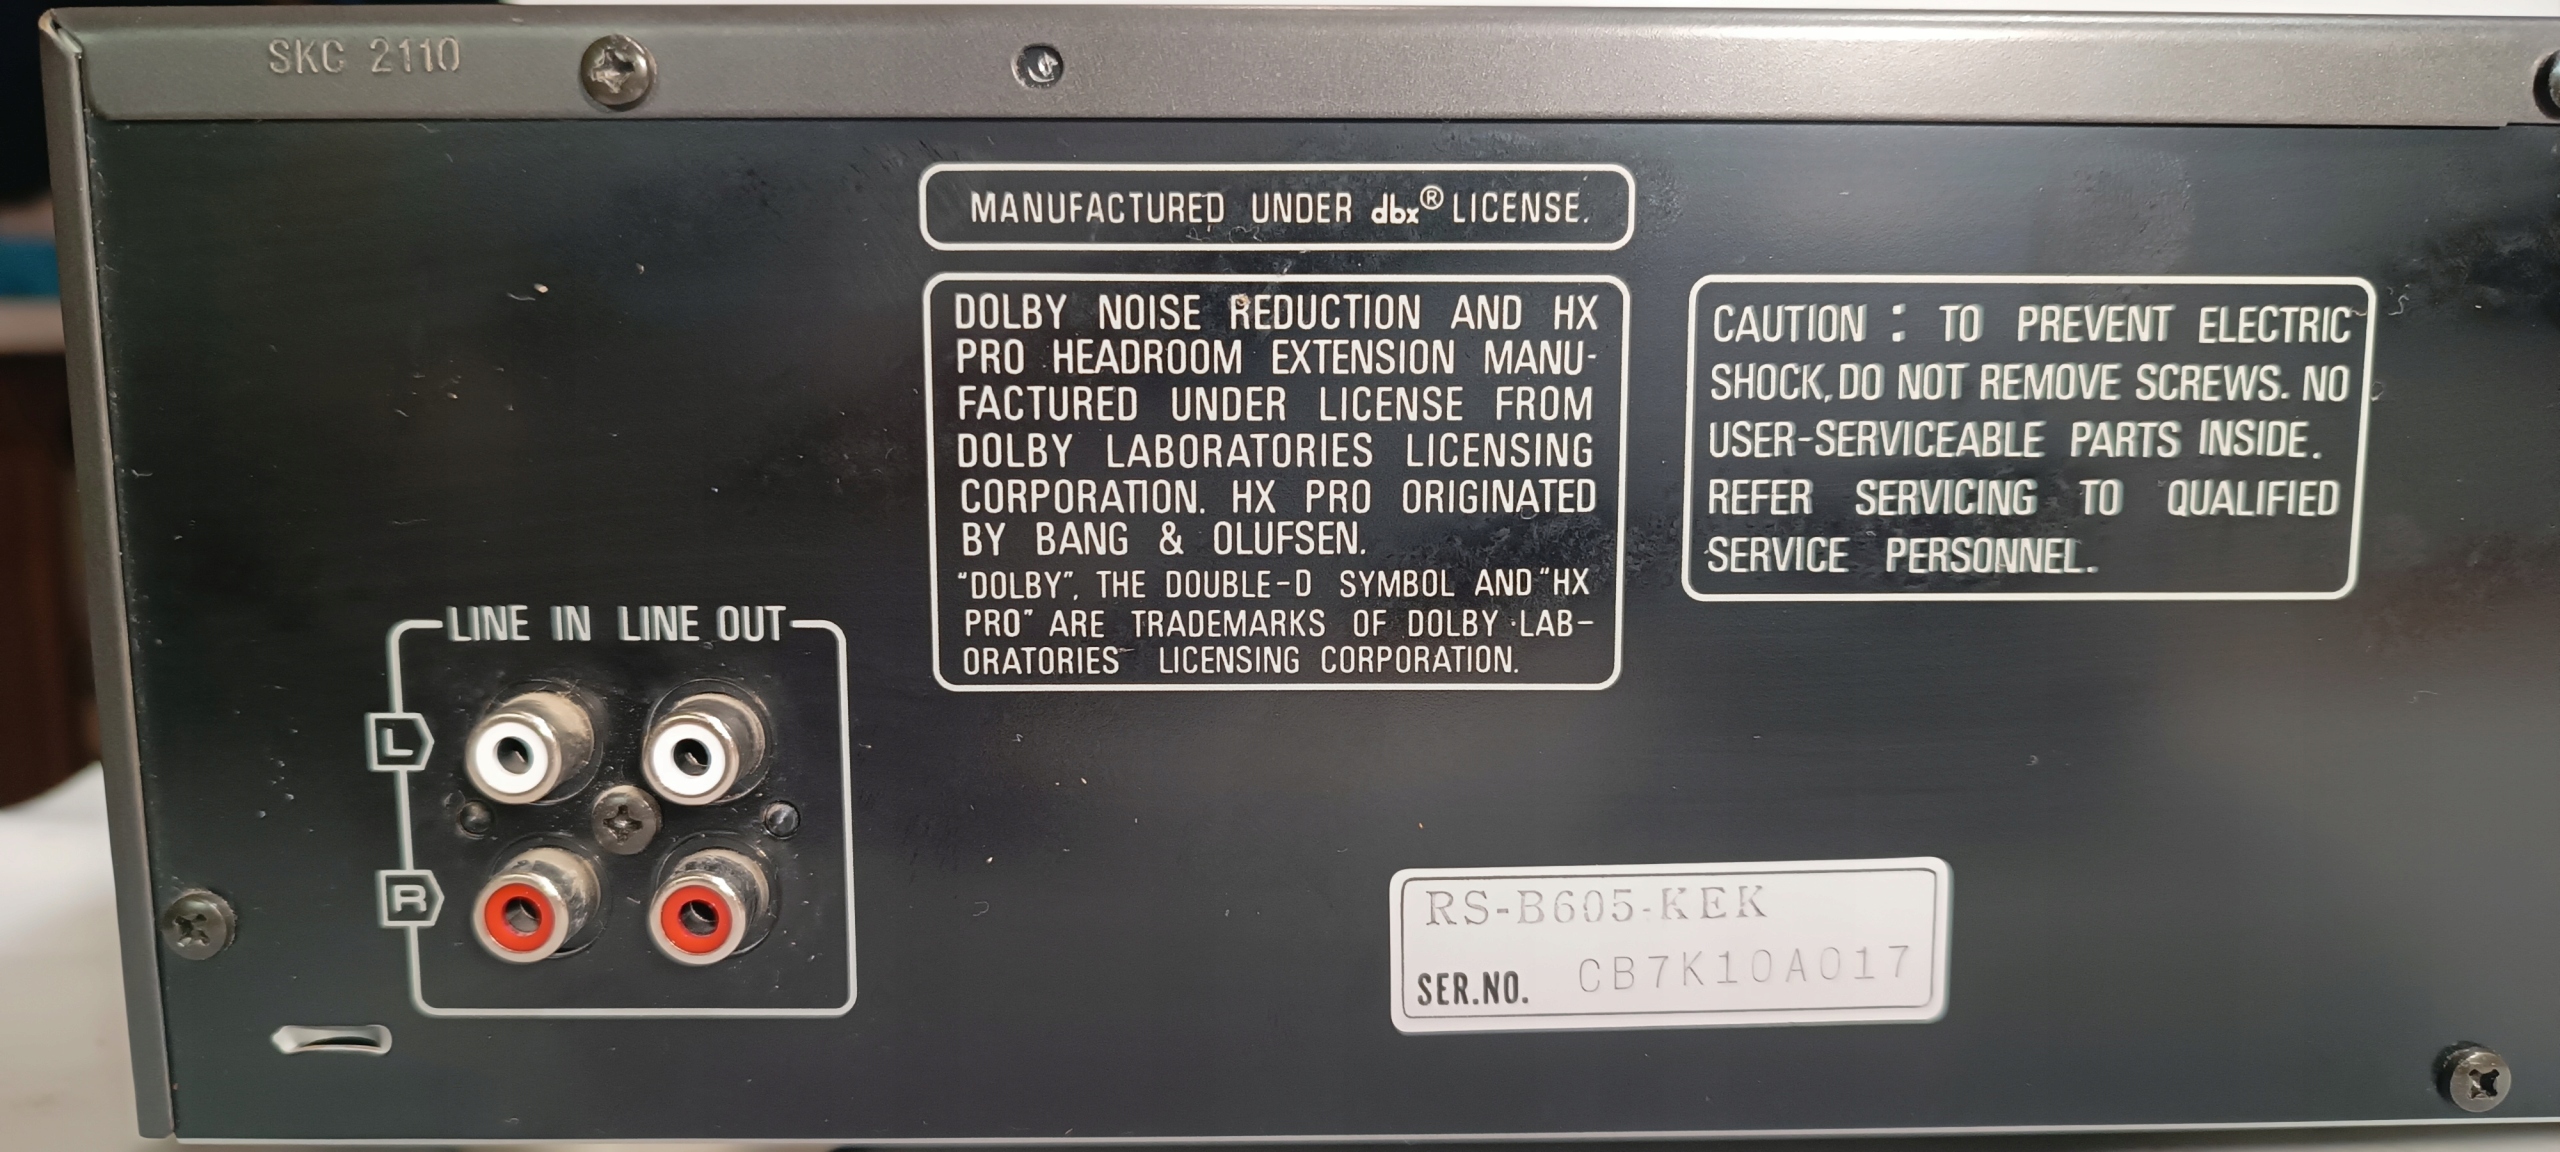 SKC 2110
MANUFACTURED UNDER dbx® LICENSE.
DOLBY NOISE REDUCTION AND HX
PRO HEADROOM EXTENSION MANU-
FACTURED UNDER LICENSE FROM
DOLBY LABORATORIES LICENSING
CORPORATION. HX PRO ORIGINATED
BY BANG & OLUFSEN.
"DOLBY", THE DOUBLE-D SYMBOL AND "HX
PRO" ARE TRADEMARKS OF DOLBY LAB-
ORATORIES LICENSING CORPORATION.
CAUTION : TO PREVENT ELECTRIC
SHOCK, DO NOT REMOVE SCREWS. NO
USER-SERVICEABLE PARTS INSIDE.
REFER SERVICING TO QUALIFIED
SERVICE PERSONNEL.
LINE IN LINE OUT
L
R
RS-B605-KEK
SER.NO. CB7K10A017